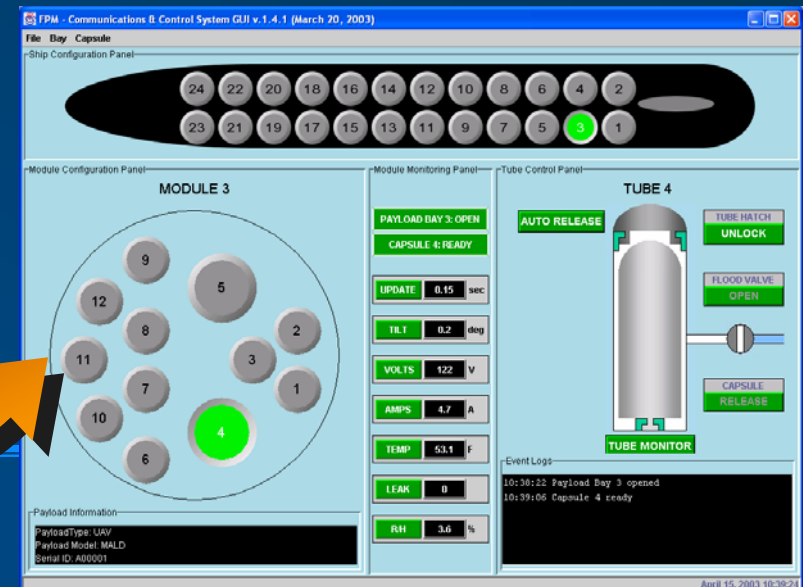 FPM - Communications & Control System GUI v.1.4.1 (March 20, 2003)
File Bay Capsule
Ship Configuration Panel
24 22 20 18 16 14 12 10 8 6 4 2
23 21 19 17 15 13 11 9 7 5 3 1
Module Configuration Panel
MODULE 3
9
5
12
8
2
11
3
7
1
10
4
6
Payload Information
PayloadType: UAV
Payload Model: MALD
Serial ID: A00001
Module Monitoring Panel
PAYLOAD BAY 3: OPEN
CAPSULE 4: READY
UPDATE 0.15 sec
TILT 0.2 deg
VOLTS 122 V
AMPS 4.7 A
TEMP 53.1 F
LEAK 0
R/H 3.6 %
Tube Control Panel
TUBE 4
AUTO RELEASE
TUBE HATCH
UNLOCK
FLOOD VALVE
OPEN
CAPSULE
RELEASE
TUBE MONITOR
Event Logs
10:38:22 Payload Bay 3 opened
10:39:06 Capsule 4 ready
April 15, 2003 10:39:24